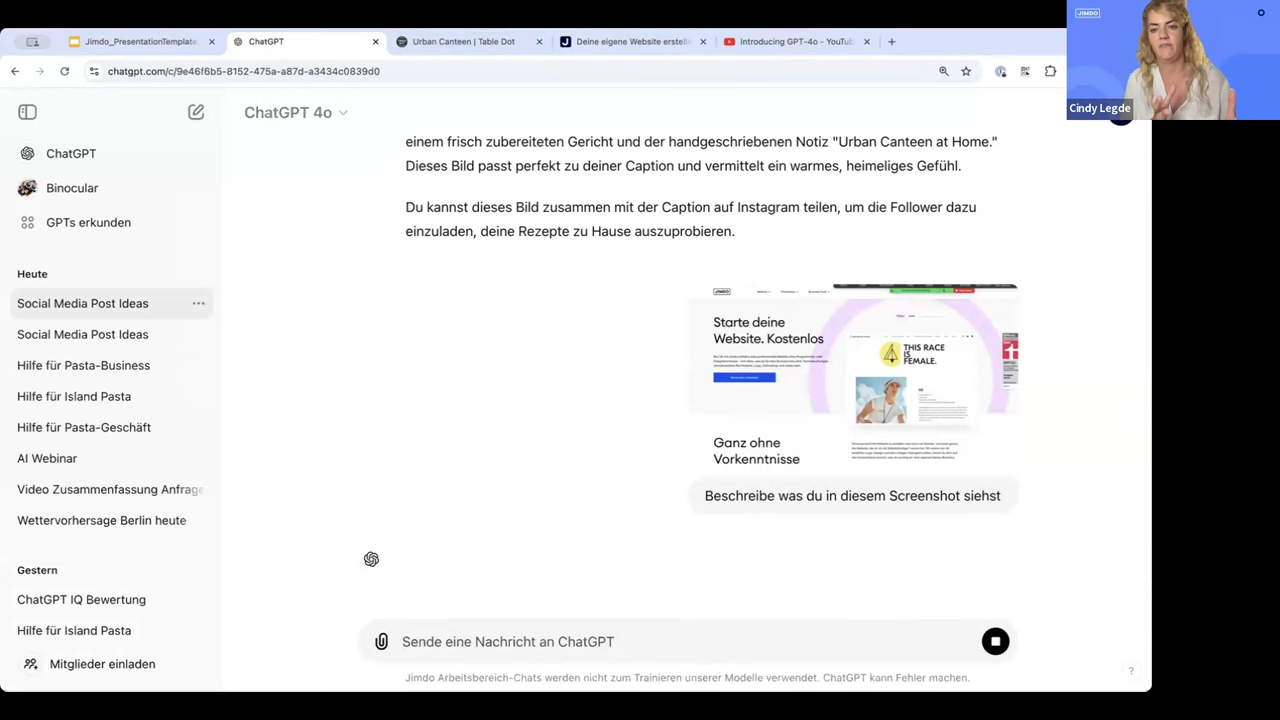 JIMDO
Cindy Legde
Jimdo_PresentationTemplate
ChatGPT
Urban Canteen | Table Dot
Deine eigene Website erstelle
Introducing GPT-4o - YouTub
chatgpt.com/c/9e46f6b5-8152-475a-a87d-a3434c0839d0
ChatGPT 4o
ChatGPT
Binocular
GPTs erkunden
Heute
Social Media Post Ideas
Social Media Post Ideas
Hilfe für Pasta-Business
Hilfe für Island Pasta
Hilfe für Pasta-Geschäft
AI Webinar
Video Zusammenfassung Anfrage
Wettervorhersage Berlin heute
Gestern
ChatGPT IQ Bewertung
Hilfe für Island Pasta
Mitglieder einladen
einem frisch zubereiteten Gericht und der handgeschriebenen Notiz "Urban Canteen at Home."
Dieses Bild passt perfekt zu deiner Caption und vermittelt ein warmes, heimeliges Gefühl.
Du kannst dieses Bild zusammen mit der Caption auf Instagram teilen, um die Follower dazu
einzuladen, deine Rezepte zu Hause auszuprobieren.
JIMDO
Starte deine
Website. Kostenlos
THIS RACE
IS
FEMALE.
Ganz ohne
Vorkenntnisse
Beschreibe was du in diesem Screenshot siehst
Sende eine Nachricht an ChatGPT
Jimdo Arbeitsbereich-Chats werden nicht zum Trainieren unserer Modelle verwendet. ChatGPT kann Fehler machen.
?